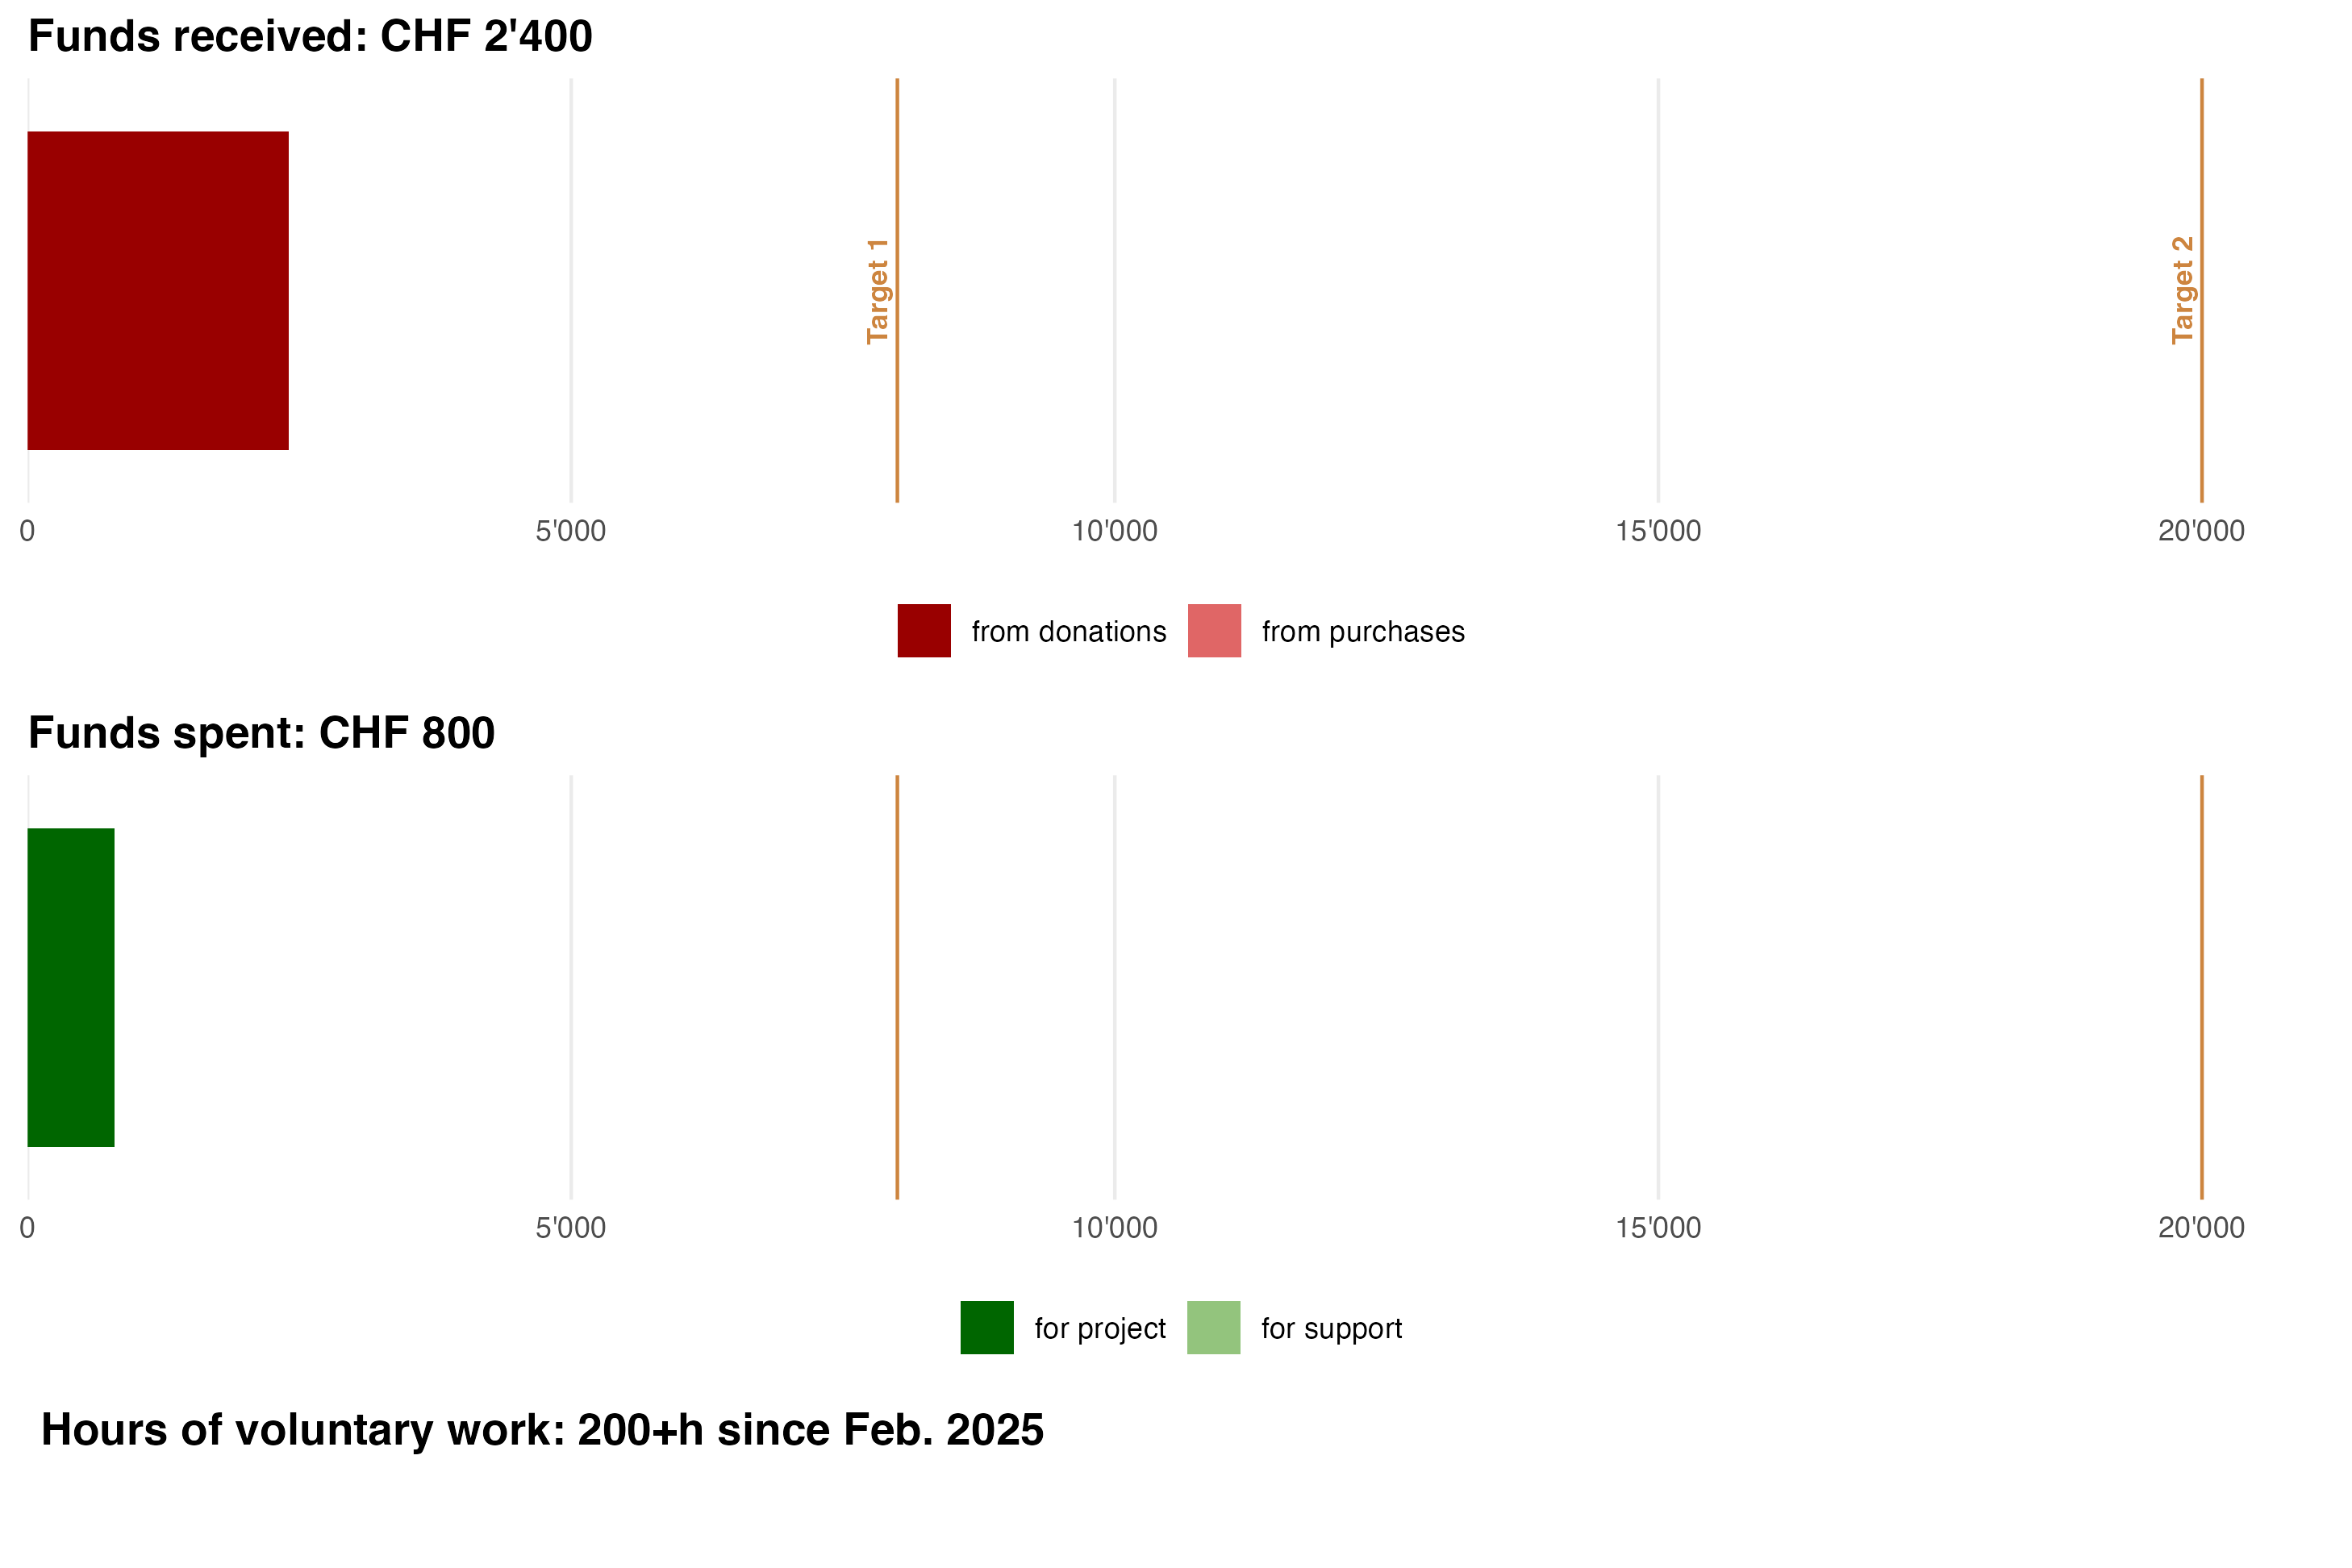 Funds received: CHF 2'400
Target 1
Target 2
0 5'000 10'000 15'000 20'000
from donations from purchases
Funds spent: CHF 800
0 5'000 10'000 15'000 20'000
for project for support
Hours of voluntary work: 200+h since Feb. 2025